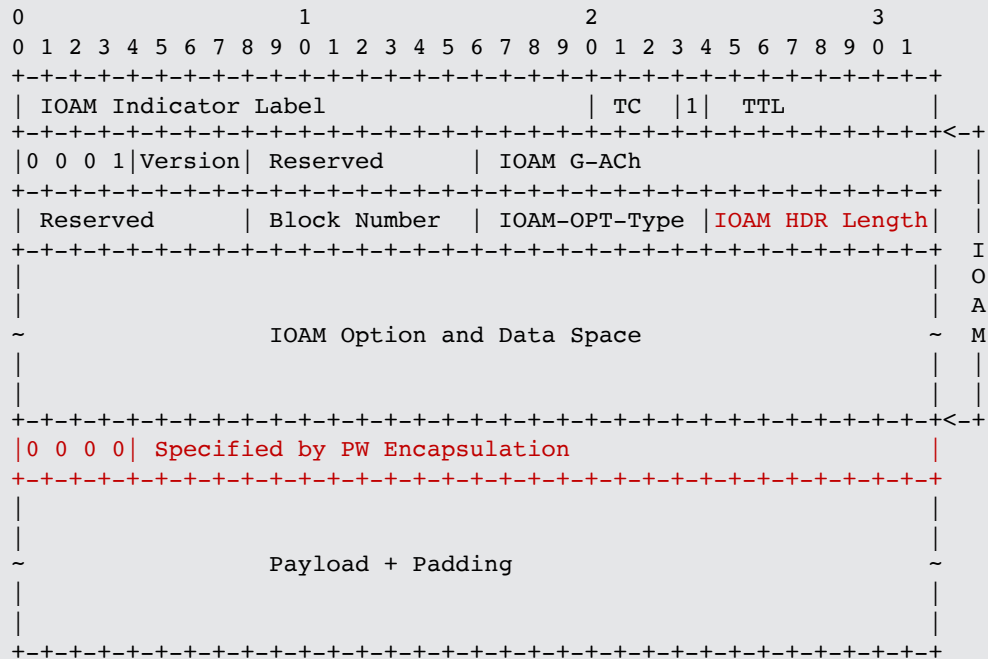 0                   1                   2                   3
0 1 2 3 4 5 6 7 8 9 0 1 2 3 4 5 6 7 8 9 0 1 2 3 4 5 6 7 8 9 0 1
+-+-+-+-+-+-+-+-+-+-+-+-+-+-+-+-+-+-+-+-+-+-+-+-+-+-+-+-+-+-+-+-+
| IOAM Indicator Label                  | TC  |1|  TTL          |
+-+-+-+-+-+-+-+-+-+-+-+-+-+-+-+-+-+-+-+-+-+-+-+-+-+-+-+-+-+-+-+-+<-+
|0 0 0 1|Version| Reserved      | IOAM G-ACh                    |  |
+-+-+-+-+-+-+-+-+-+-+-+-+-+-+-+-+-+-+-+-+-+-+-+-+-+-+-+-+-+-+-+-+  |
| Reserved      | Block Number  | IOAM-OPT-Type |IOAM HDR Length|  |
+-+-+-+-+-+-+-+-+-+-+-+-+-+-+-+-+-+-+-+-+-+-+-+-+-+-+-+-+-+-+-+-+  I
|                                                               |  O
|                                                               |  A
~                 IOAM Option and Data Space                    ~  M
|                                                               |  |
|                                                               |  |
+-+-+-+-+-+-+-+-+-+-+-+-+-+-+-+-+-+-+-+-+-+-+-+-+-+-+-+-+-+-+-+-+<-+
|0 0 0 0| Specified by PW Encapsulation                         |
+-+-+-+-+-+-+-+-+-+-+-+-+-+-+-+-+-+-+-+-+-+-+-+-+-+-+-+-+-+-+-+-+
|                                                               |
|                                                               |
~                 Payload + Padding                             ~
|                                                               |
|                                                               |
+-+-+-+-+-+-+-+-+-+-+-+-+-+-+-+-+-+-+-+-+-+-+-+-+-+-+-+-+-+-+-+-+